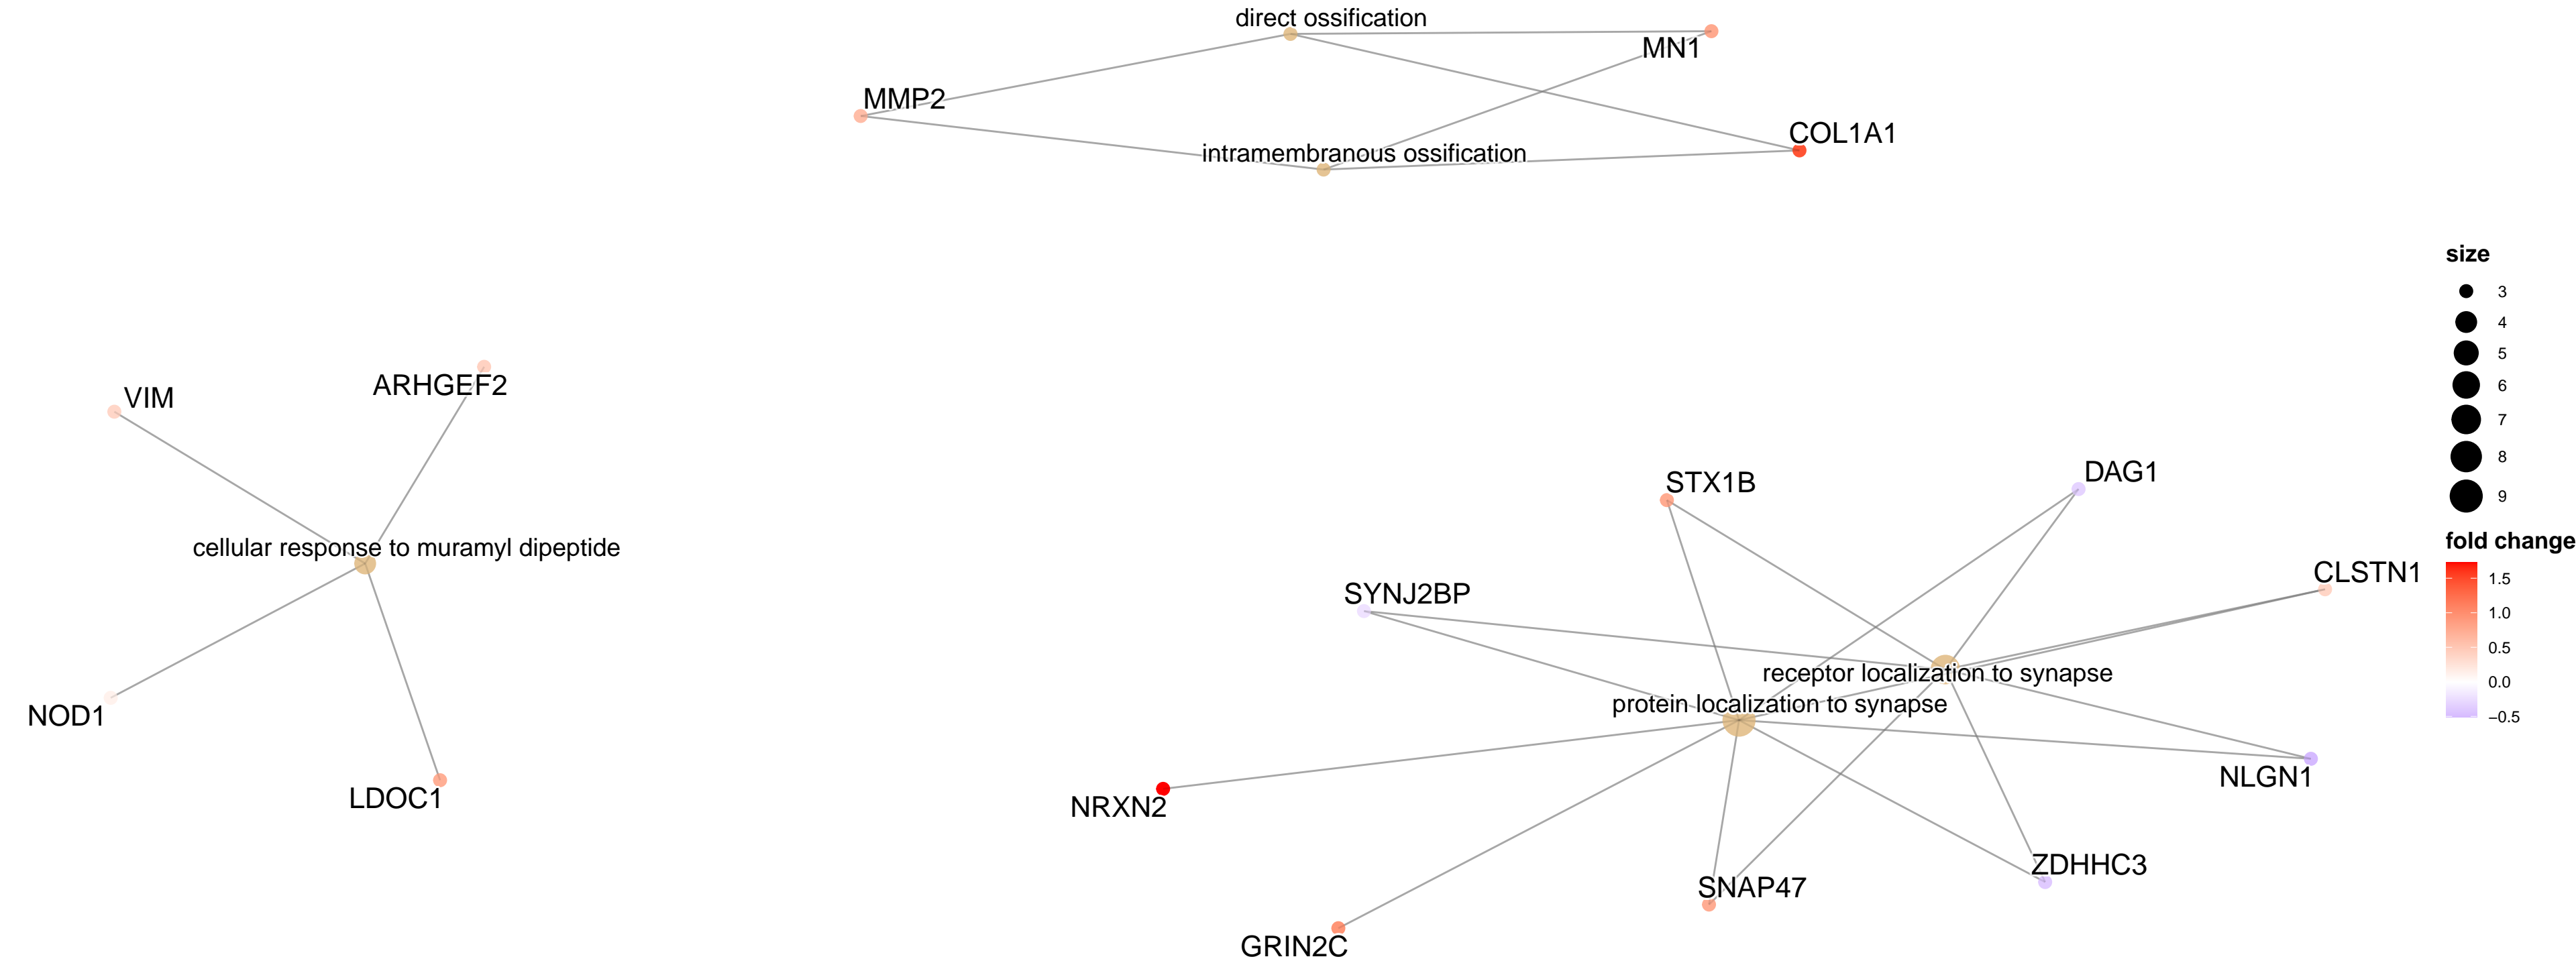 direct ossification
MN1
MMP2
COL1A1
intramembranous ossification
size
3
4
5
6
7
8
9
fold change
1.5
1.0
0.5
0.0
−0.5
ARHGEF2
VIM
cellular response to muramyl dipeptide
NOD1
LDOC1
STX1B
DAG1
CLSTN1
SYNJ2BP
receptor localization to synapse
protein localization to synapse
NLGN1
NRXN2
ZDHHC3
SNAP47
GRIN2C